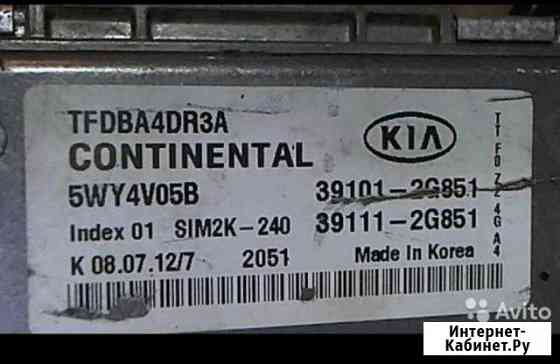 TFDBA4DR3A
KIA
CONTINENTAL
5WY4V05B 39101-2G851
Index 01 SIM2K-240 39111-2G851
K 08.07.12/7 2051 Made In Korea
Avito
Интернет-
Кабинет.Ру